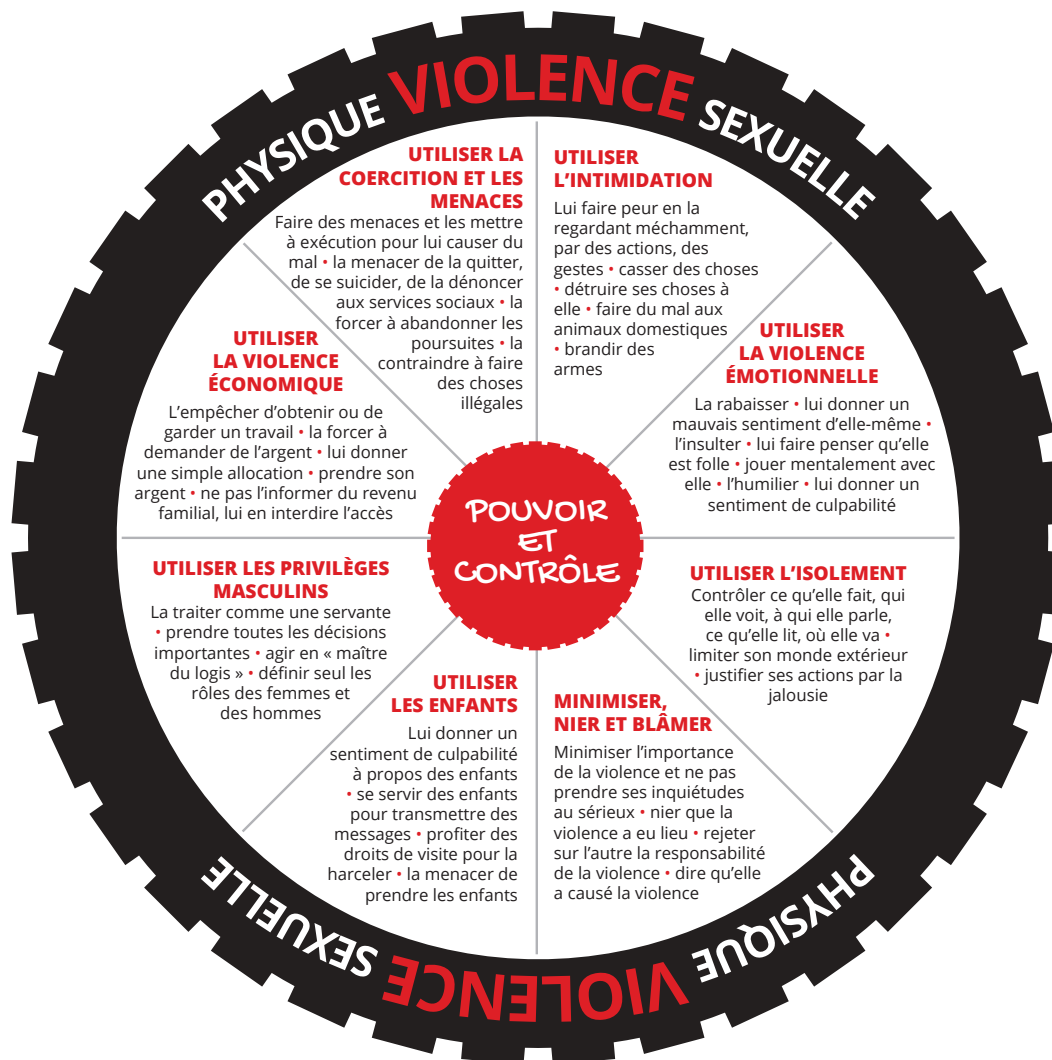 PHYSIQUE VIOLENCE SEXUELLE
UTILISER LA
COERCITION ET LES
MENACES
Faire des menaces et les mettre
à exécution pour lui causer du
mal • la menacer de la quitter,
de se suicider, de la dénoncer
aux services sociaux • la
forcer à abandonner les
poursuites • la
contraindre à faire
des choses
illégales
UTILISER
L’INTIMIDATION
Lui faire peur en la
regardant méchamment,
par des actions, des
gestes • casser des choses
• détruire ses choses à
elle • faire du mal aux
animaux domestiques
• brandir des
armes
UTILISER
LA VIOLENCE
ÉMOTIONNELLE
La rabaisser • lui donner un
mauvais sentiment d’elle-même •
l’insulter • lui faire penser qu’elle
est folle • jouer mentalement avec
elle • l’humilier • lui donner un
sentiment de culpabilité
UTILISER L’ISOLEMENT
Contrôler ce qu’elle fait, qui
elle voit, à qui elle parle,
ce qu’elle lit, où elle va •
limiter son monde extérieur
• justifier ses actions par la
jalousie
MINIMISER,
NIER ET BLÂMER
Minimiser l’importance
de la violence et ne pas
prendre ses inquiétudes
au sérieux • nier que la
violence a eu lieu • rejeter
sur l’autre la responsabilité
de la violence • dire qu’elle
a causé la violence
UTILISER
LES ENFANTS
Lui donner un
sentiment de culpabilité
à propos des enfants
• se servir des enfants
pour transmettre des
messages • profiter des
droits de visite pour la
harceler • la menacer de
prendre les enfants
UTILISER LES PRIVILÈGES
MASCULINS
La traiter comme une servante
• prendre toutes les décisions
importantes • agir en « maître
du logis » • définir seul les
rôles des femmes et
des hommes
UTILISER
LA VIOLENCE
ÉCONOMIQUE
L’empêcher d’obtenir ou de
garder un travail • la forcer à
demander de l’argent • lui donner
une simple allocation • prendre son
argent • ne pas l’informer du revenu
familial, lui en interdire l’accès
POUVOIR
ET
CONTRÔLE
PHYSIQUE VIOLENCE SEXUELLE